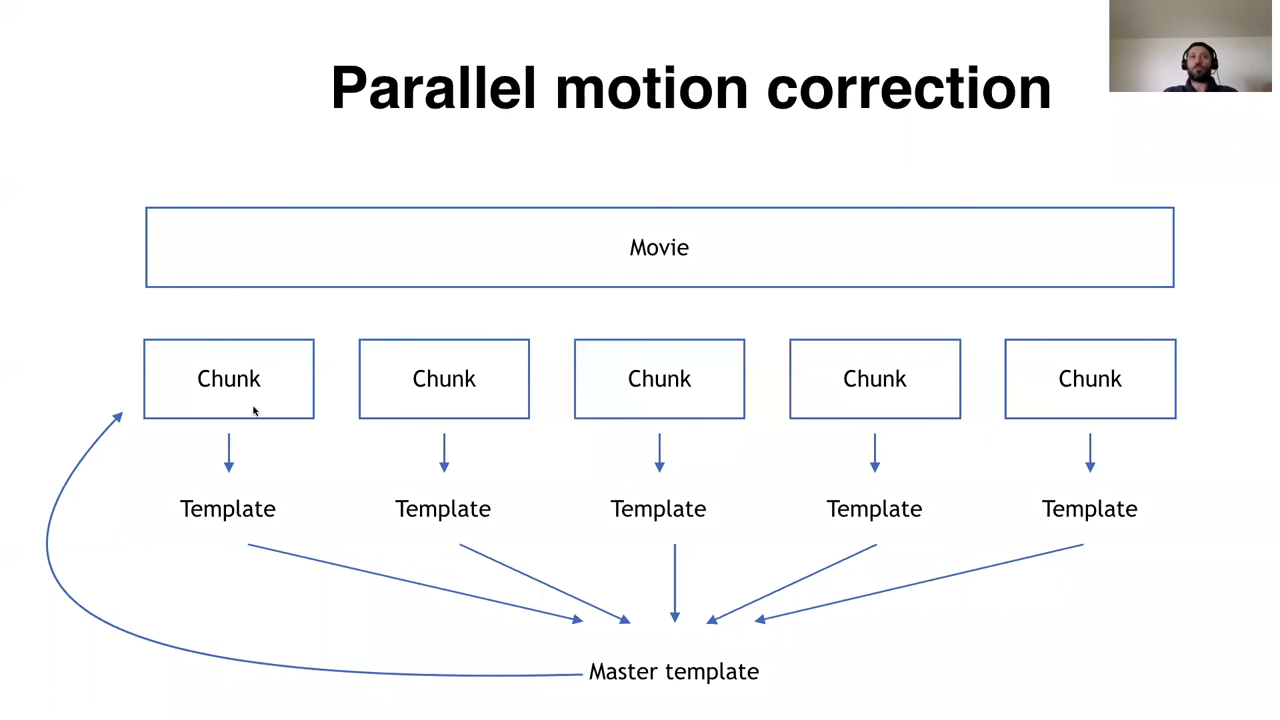 Parallel motion correction
Movie
Chunk Chunk Chunk Chunk Chunk
Template Template Template Template Template
Master template